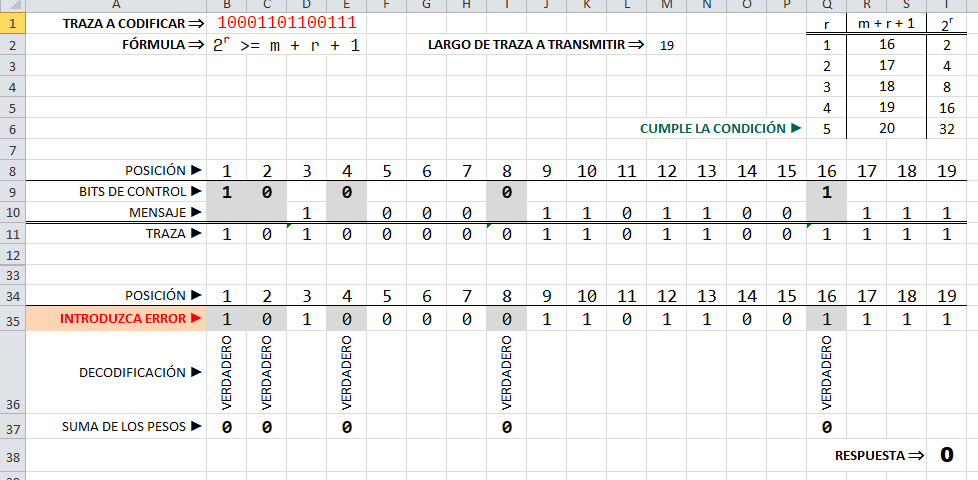 A B C D E F G H I J K L M N O P Q R S T
1 TRAZA A CODIFICAR ⇒ 10001101100111 r m + r + 1 2^r
2 FÓRMULA ⇒ 2^r >= m + r + 1 LARGO DE TRAZA A TRANSMITIR ⇒ 19 1 16 2
3 2 17 4
4 3 18 8
5 4 19 16
6 CUMPLE LA CONDICIÓN ► 5 20 32
7
8 POSICIÓN ► 1 2 3 4 5 6 7 8 9 10 11 12 13 14 15 16 17 18 19
9 BITS DE CONTROL ► 1 0 0 0 1
10 MENSAJE ► 1 0 0 0 1 1 0 1 1 0 0 1 1 1
11 TRAZA ► 1 0 1 0 0 0 0 0 1 1 0 1 1 0 0 1 1 1 1
12
33
34 POSICIÓN ► 1 2 3 4 5 6 7 8 9 10 11 12 13 14 15 16 17 18 19
35 INTRODUZCA ERROR ► 1 0 1 0 0 0 0 0 1 1 0 1 1 0 0 1 1 1 1
36 DECODIFICACIÓN ► VERDADERO VERDADERO VERDADERO VERDADERO VERDADERO
37 SUMA DE LOS PESOS ► 0 0 0 0 0
38 RESPUESTA ⇒ 0